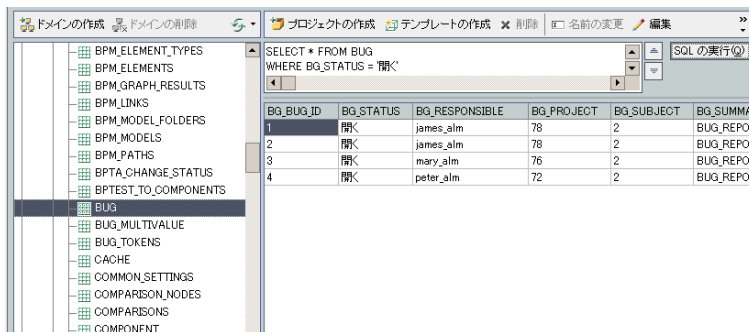 ドメインの作成 ドメインの削除 プロジェクトの作成 テンプレートの作成 削除 名前の変更 編集 »
BPM_ELEMENT_TYPES
BPM_ELEMENTS
BPM_GRAPH_RESULTS
BPM_LINKS
BPM_MODEL_FOLDERS
BPM_MODELS
BPM_PATHS
BPTA_CHANGE_STATUS
BPTEST_TO_COMPONENTS
BUG
BUG_MULTIVALUE
BUG_TOKENS
CACHE
COMMON_SETTINGS
COMPARISON_NODES
COMPARISONS
COMPONENT
SELECT * FROM BUG
WHERE BG_STATUS = '開く'
SQL の実行(Q)
BG_BUG_ID BG_STATUS BG_RESPONSIBLE BG_PROJECT BG_SUBJECT BG_SUMMA
1 開く james_alm 78 2 BUG_REPO
2 開く james_alm 78 2 BUG_REPO
3 開く mary_alm 76 2 BUG_REPO
4 開く peter_alm 72 2 BUG_REPO